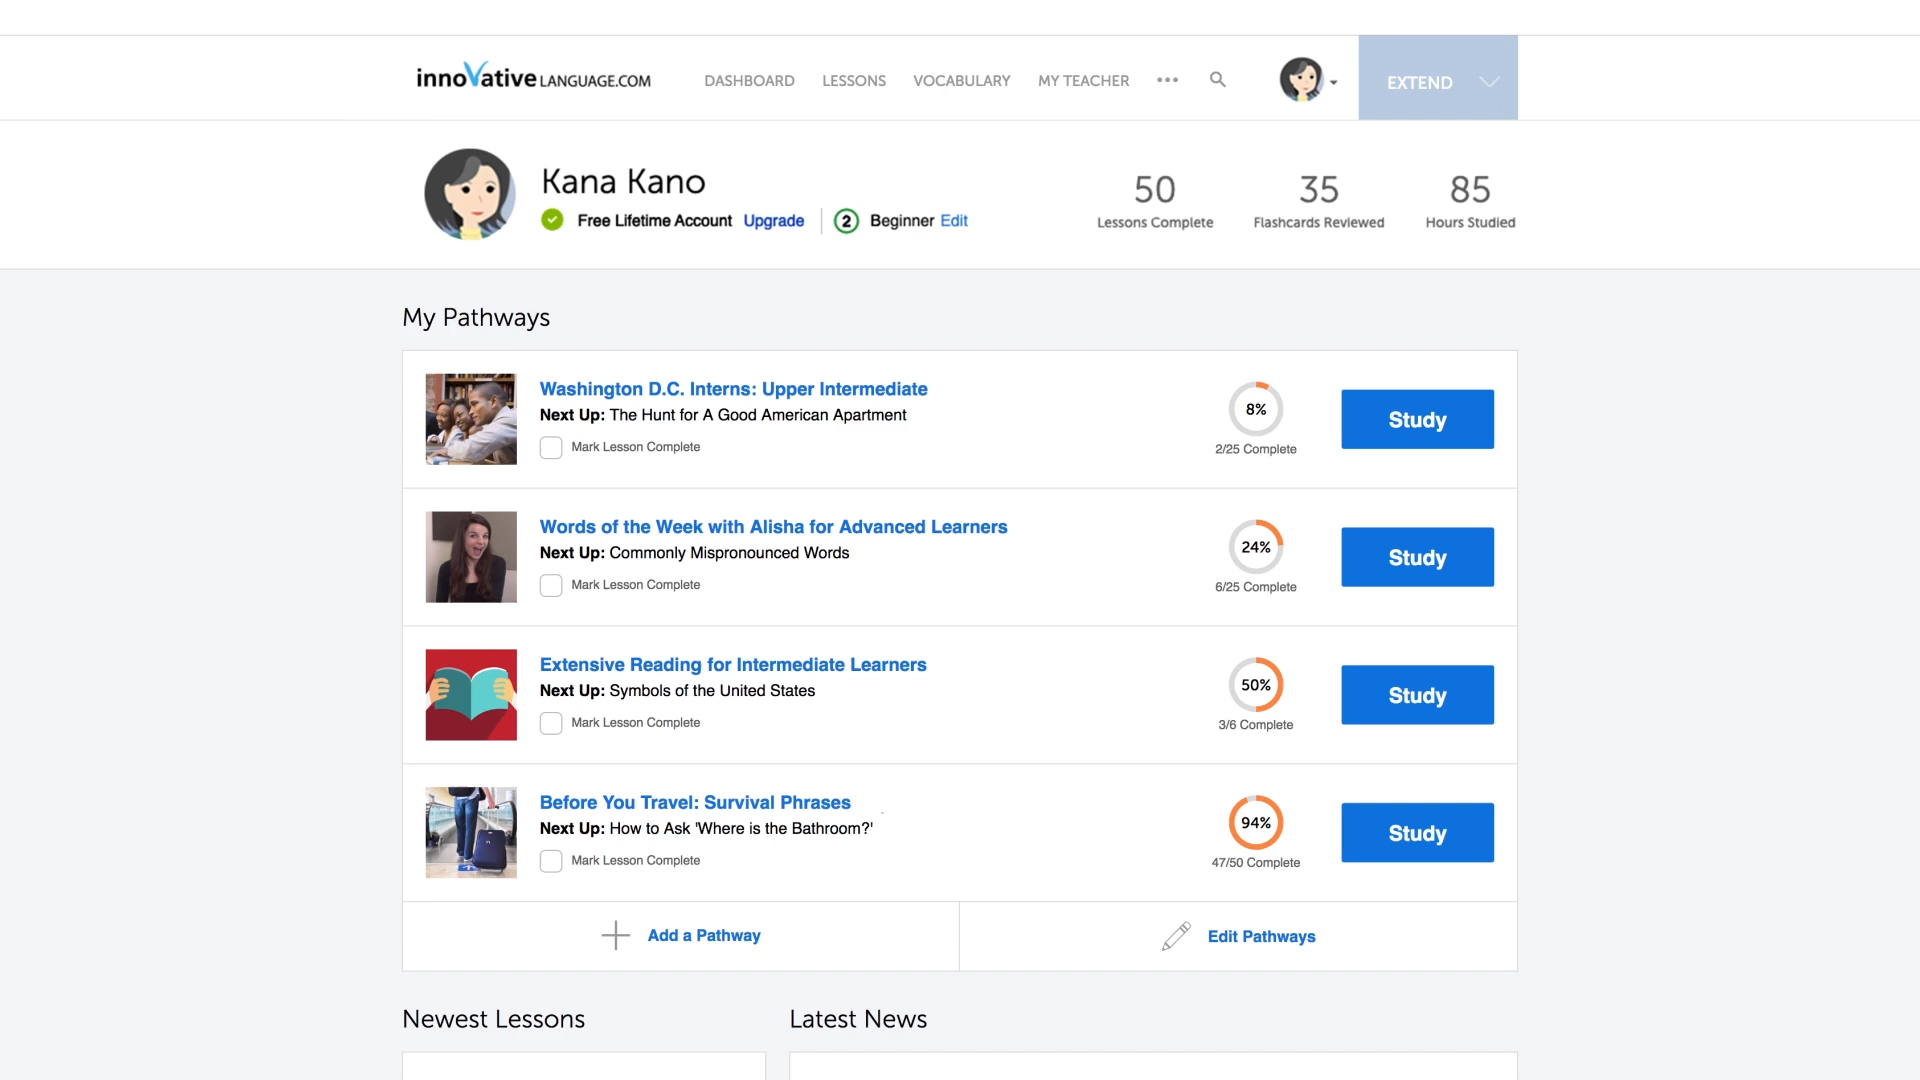 innoVative LANGUAGE.COM
DASHBOARD LESSONS VOCABULARY MY TEACHER ••• EXTEND
Kana Kano
Free Lifetime Account Upgrade 2 Beginner Edit
50 35 85
Lessons Complete Flashcards Reviewed Hours Studied
My Pathways
Washington D.C. Interns: Upper Intermediate
Next Up: The Hunt for A Good American Apartment
Mark Lesson Complete
8%
2/25 Complete
Study
Words of the Week with Alisha for Advanced Learners
Next Up: Commonly Mispronounced Words
Mark Lesson Complete
24%
6/25 Complete
Study
Extensive Reading for Intermediate Learners
Next Up: Symbols of the United States
Mark Lesson Complete
50%
3/6 Complete
Study
Before You Travel: Survival Phrases
Next Up: How to Ask 'Where is the Bathroom?'
Mark Lesson Complete
94%
47/50 Complete
Study
Add a Pathway Edit Pathways
Newest Lessons Latest News